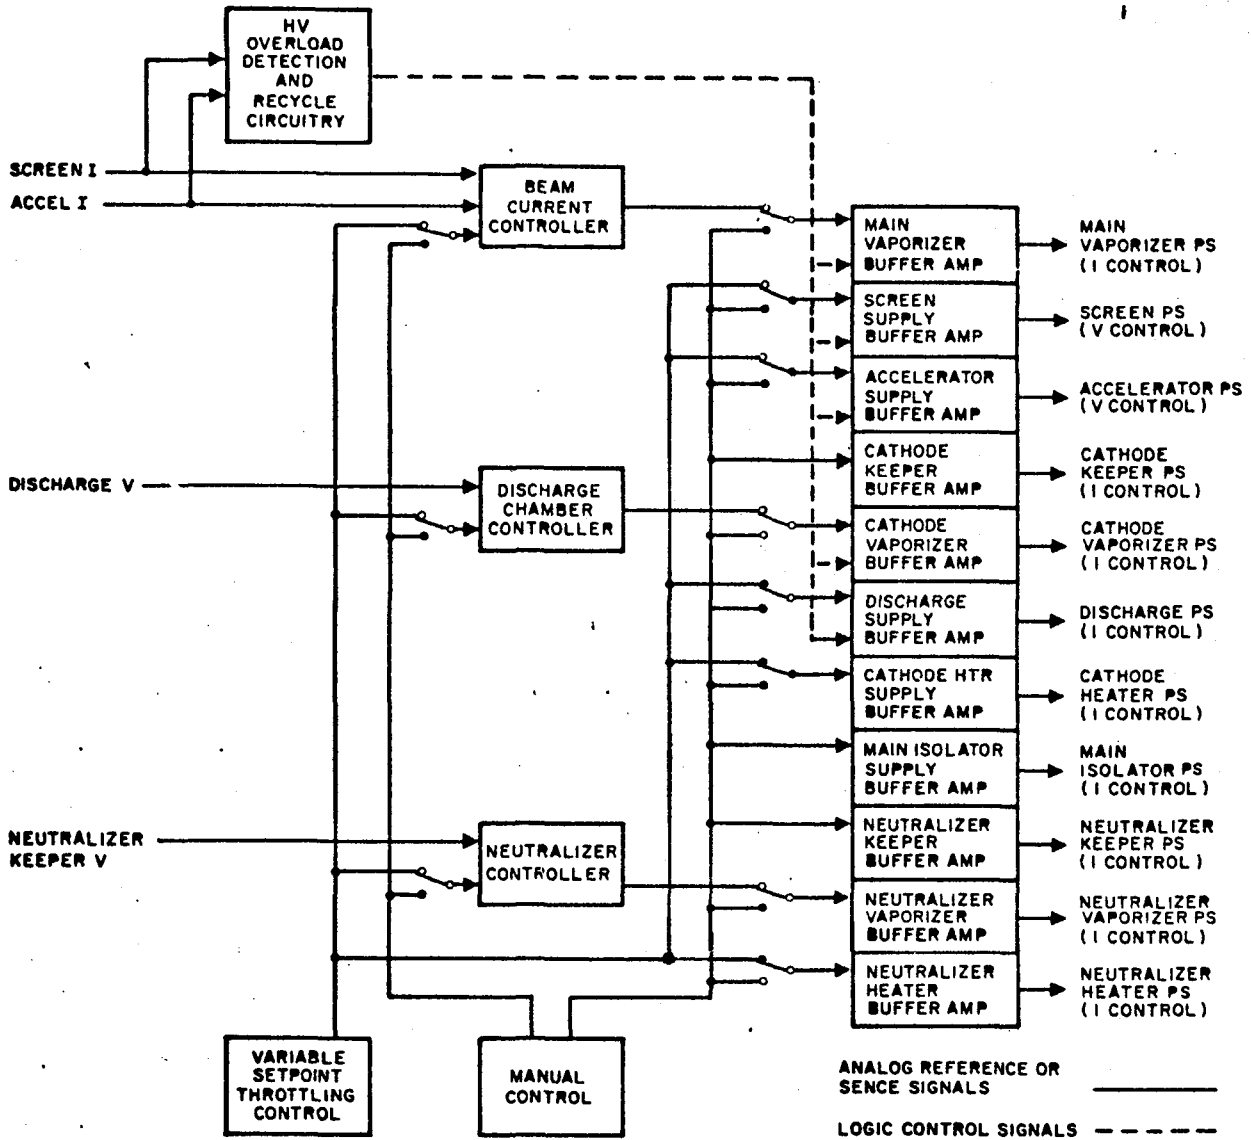 HV
OVERLOAD
DETECTION
AND
RECYCLE
CIRCUITRY
SCREEN I
ACCEL I
BEAM
CURRENT
CONTROLLER
MAIN
VAPORIZER
BUFFER AMP
MAIN
VAPORIZER PS
(I CONTROL)
SCREEN
SUPPLY
BUFFER AMP
SCREEN PS
(V CONTROL)
ACCELERATOR
SUPPLY
BUFFER AMP
ACCELERATOR PS
(V CONTROL)
CATHODE
KEEPER
BUFFER AMP
CATHODE
KEEPER PS
(I CONTROL)
DISCHARGE V
DISCHARGE
CHAMBER
CONTROLLER
CATHODE
VAPORIZER
BUFFER AMP
CATHODE
VAPORIZER PS
(I CONTROL)
DISCHARGE
SUPPLY
BUFFER AMP
DISCHARGE PS
(I CONTROL)
CATHODE HTR
SUPPLY
BUFFER AMP
CATHODE
HEATER PS
(I CONTROL)
MAIN ISOLATOR
SUPPLY
BUFFER AMP
MAIN
ISOLATOR PS
(I CONTROL)
NEUTRALIZER
KEEPER V
NEUTRALIZER
CONTROLLER
NEUTRALIZER
KEEPER
BUFFER AMP
NEUTRALIZER
KEEPER PS
(I CONTROL)
NEUTRALIZER
VAPORIZER
BUFFER AMP
NEUTRALIZER
VAPORIZER PS
(I CONTROL)
NEUTRALIZER
HEATER
BUFFER AMP
NEUTRALIZER
HEATER PS
(I CONTROL)
VARIABLE
SETPOINT
THROTTLING
CONTROL
MANUAL
CONTROL
ANALOG REFERENCE OR
SENCE SIGNALS
LOGIC CONTROL SIGNALS